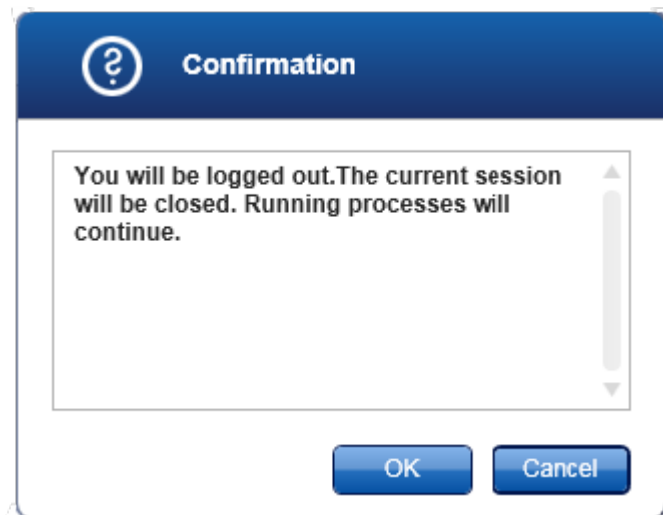 Confirmation
You will be logged out.The current session
will be closed. Running processes will
continue.
OK
Cancel